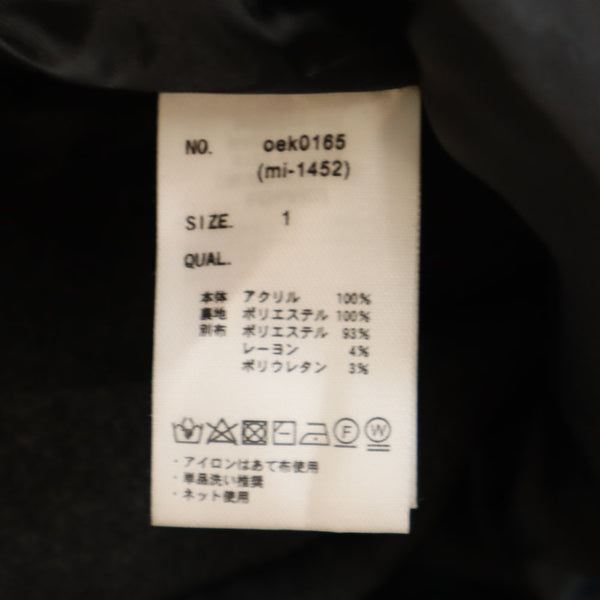 NO. oek0165
(mi-1452)
SIZE. 1
QUAL.
本体 アクリル 100%
裏地 ポリエステル 100%
別布 ポリエステル 93%
レーヨン 4%
ポリウレタン 3%
F W
・アイロンはあて布使用
・単品洗い推奨
・ネット使用